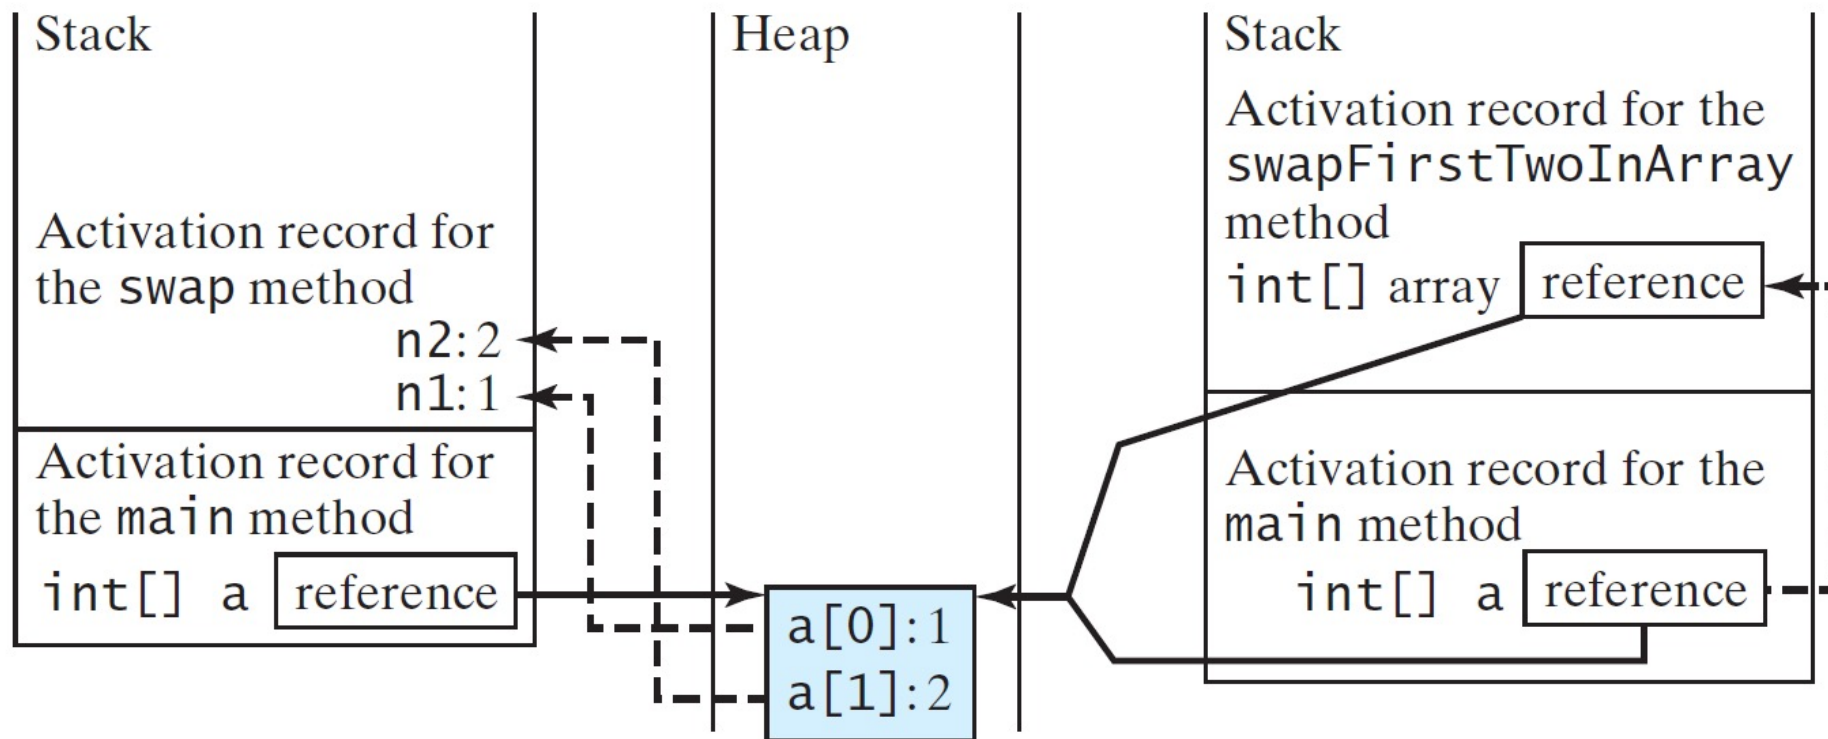 Stack
Activation record for
the swap method
n2: 2
n1: 1
Activation record for
the main method
int[] a reference
Heap
a[0]: 1
a[1]: 2
Stack
Activation record for the
swapFirstTwoInArray
method
int[] array reference
Activation record for the
main method
int[] a reference